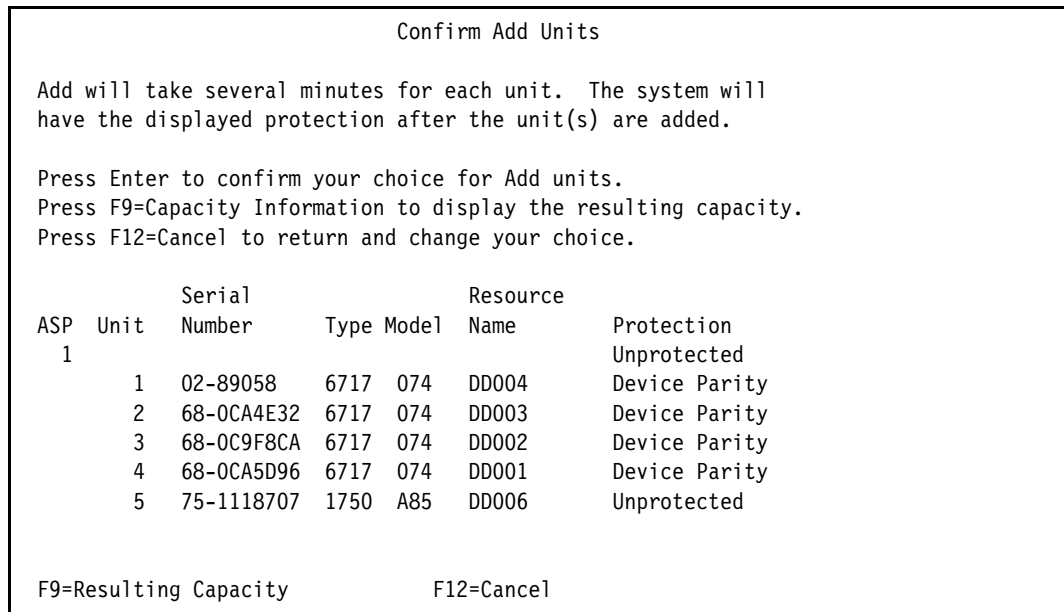 Confirm Add Units
Add will take several minutes for each unit. The system will
have the displayed protection after the unit(s) are added.
Press Enter to confirm your choice for Add units.
Press F9=Capacity Information to display the resulting capacity.
Press F12=Cancel to return and change your choice.
Serial Resource
ASP Unit Number Type Model Name Protection
1 Unprotected
1 02-89058 6717 074 DD004 Device Parity
2 68-0CA4E32 6717 074 DD003 Device Parity
3 68-0C9F8CA 6717 074 DD002 Device Parity
4 68-0CA5D96 6717 074 DD001 Device Parity
5 75-1118707 1750 A85 DD006 Unprotected
F9=Resulting Capacity F12=Cancel